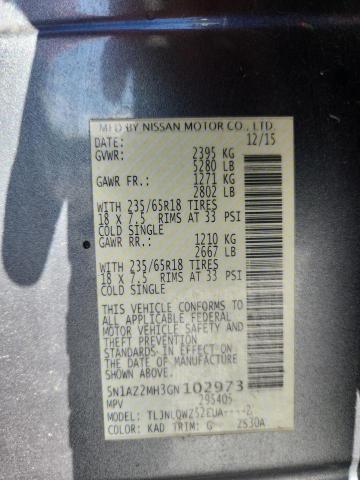 MFD BY NISSAN MOTOR CO., LTD.
DATE: 12/15
GVWR: 2395 KG
5280 LB
GAWR FR.: 1271 KG
2802 LB
WITH 235/65R18 TIRES
18 x 7.5 RIMS AT 33 PSI
COLD SINGLE
GAWR RR.: 1210 KG
2667 LB
WITH 235/65R18 TIRES
18 x 7.5 RIMS AT 33 PSI
COLD SINGLE
THIS VEHICLE CONFORMS TO
ALL APPLICABLE FEDERAL
MOTOR VEHICLE SAFETY AND
THEFT PREVENTION
STANDARDS IN EFFECT ON
THE DATE OF MANUFACTURE
SHOWN ABOVE.
5N1AZ2MH3GN102973
MPV 295405
MODEL:
COLOR: KAD TRIM: G 2S30A